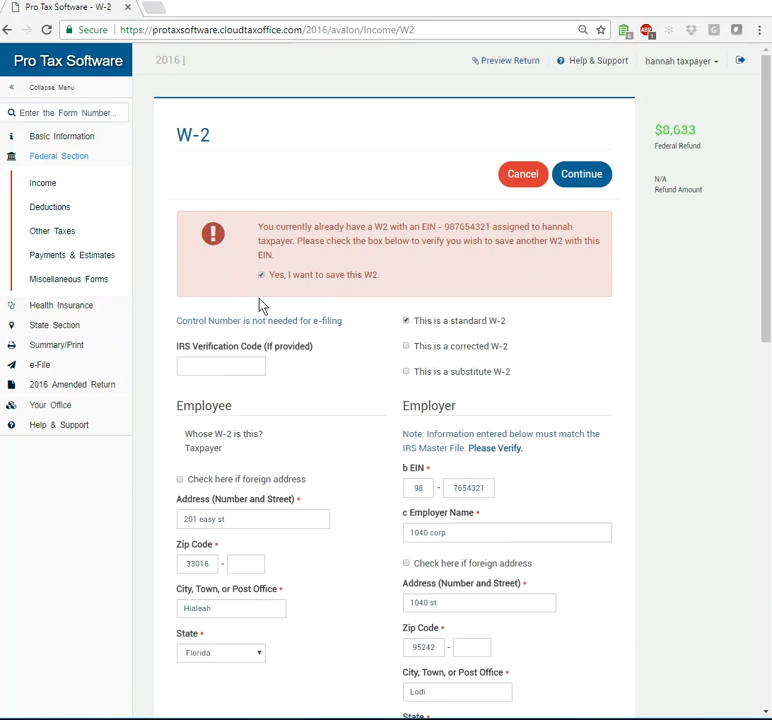 Pro Tax Software - W-2
Secure | https://protaxsoftware.cloudtaxoffice.com/2016/avalon/Income/W2
Pro Tax Software
2016 |
Preview Return
Help & Support
hannah taxpayer
Collapse Menu
Enter the Form Number...
Basic Information
Federal Section
Income
Deductions
Other Taxes
Payments & Estimates
Miscellaneous Forms
Health Insurance
State Section
Summary/Print
e-File
2016 Amended Return
Your Office
Help & Support
W-2
$8,633
Federal Refund
N/A
Refund Amount
Cancel
Continue
You currently already have a W2 with an EIN - 987654321 assigned to hannah
taxpayer. Please check the box below to verify you wish to save another W2 with this
EIN.
Yes, I want to save this W2.
Control Number is not needed for e-filing
IRS Verification Code (If provided)
This is a standard W-2
This is a corrected W-2
This is a substitute W-2
Employee
Whose W-2 is this?
Taxpayer
Check here if foreign address
Address (Number and Street) *
201 easy st
Zip Code *
33016 -
City, Town, or Post Office *
Hialeah
State *
Florida
Employer
Note: Information entered below must match the
IRS Master File. Please Verify.
b EIN *
98 - 7654321
c Employer Name *
1040 corp
Check here if foreign address
Address (Number and Street) *
1040 st
Zip Code *
95242 -
City, Town, or Post Office *
Lodi
State *